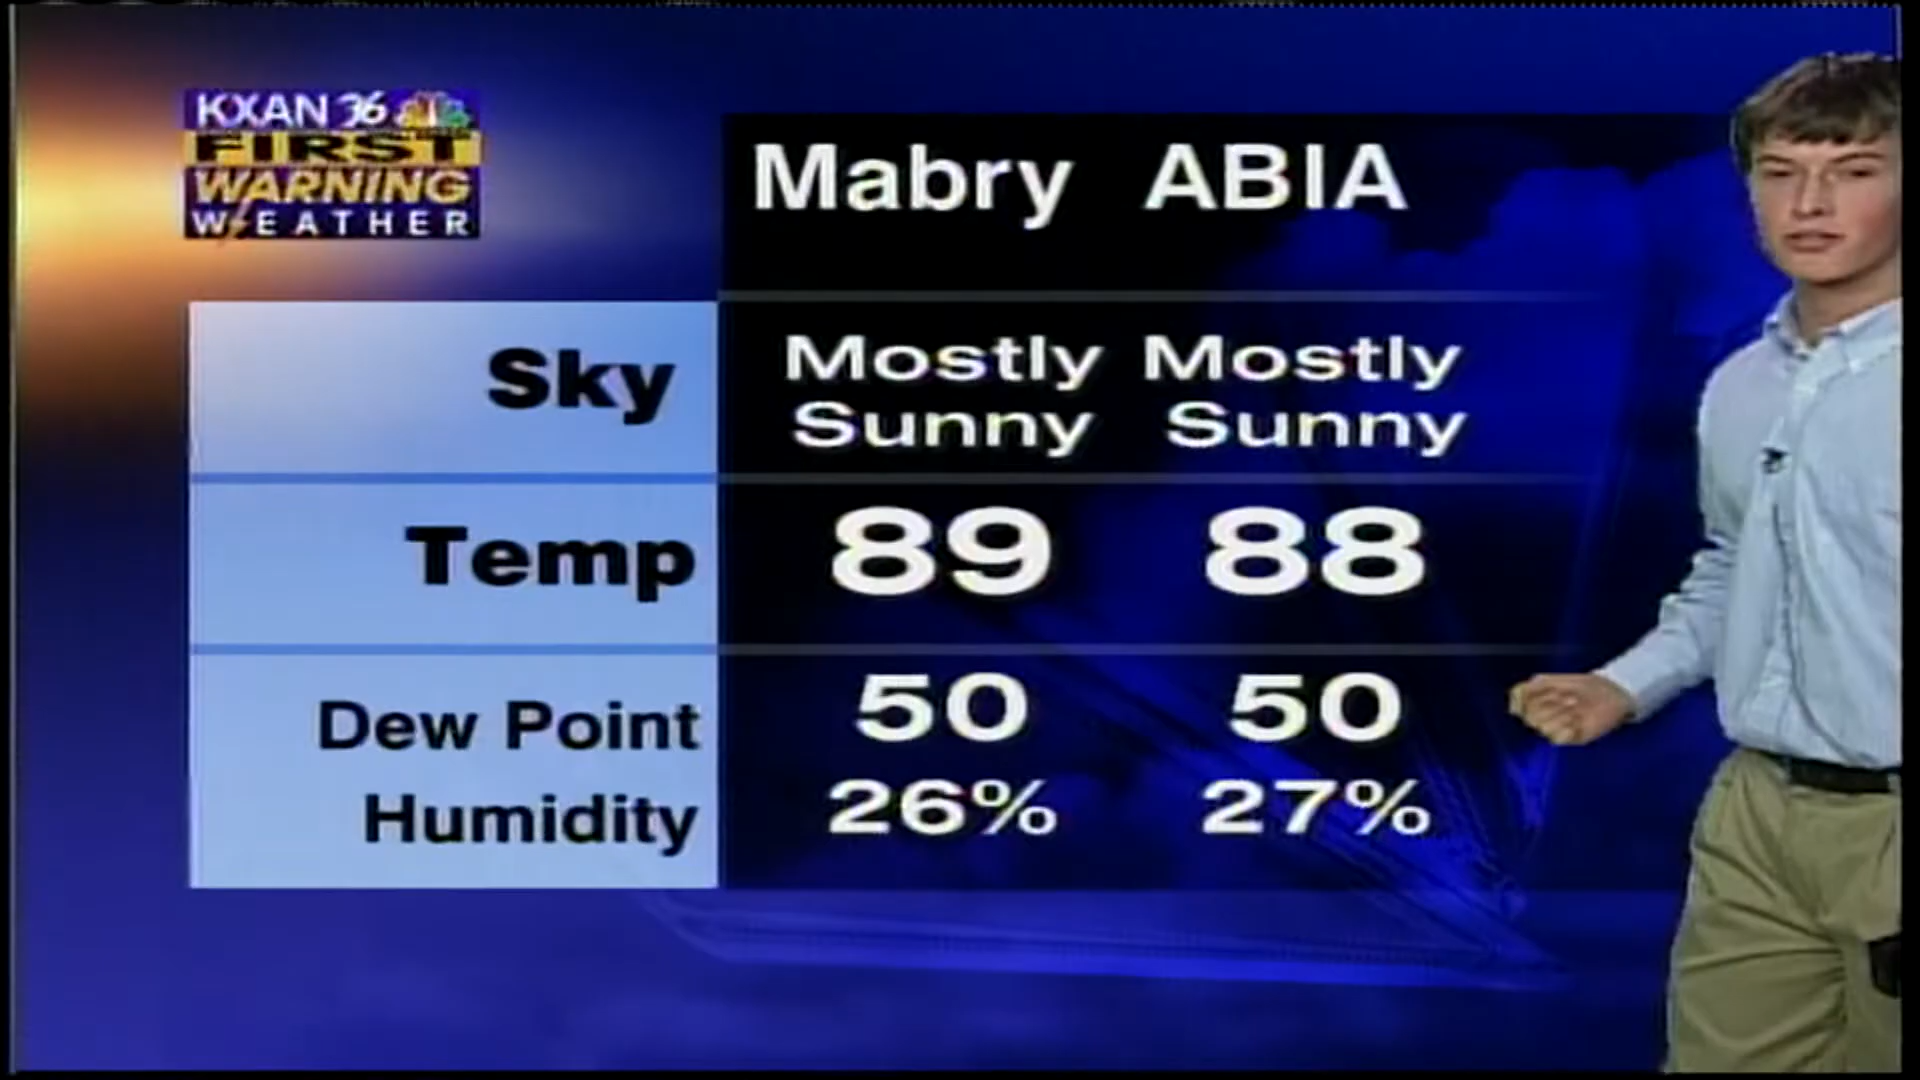 KXAN 36
FIRST
WARNING
WEATHER
Mabry ABIA
Sky Mostly Mostly
Sunny Sunny
Temp 89 88
Dew Point 50 50
Humidity 26% 27%